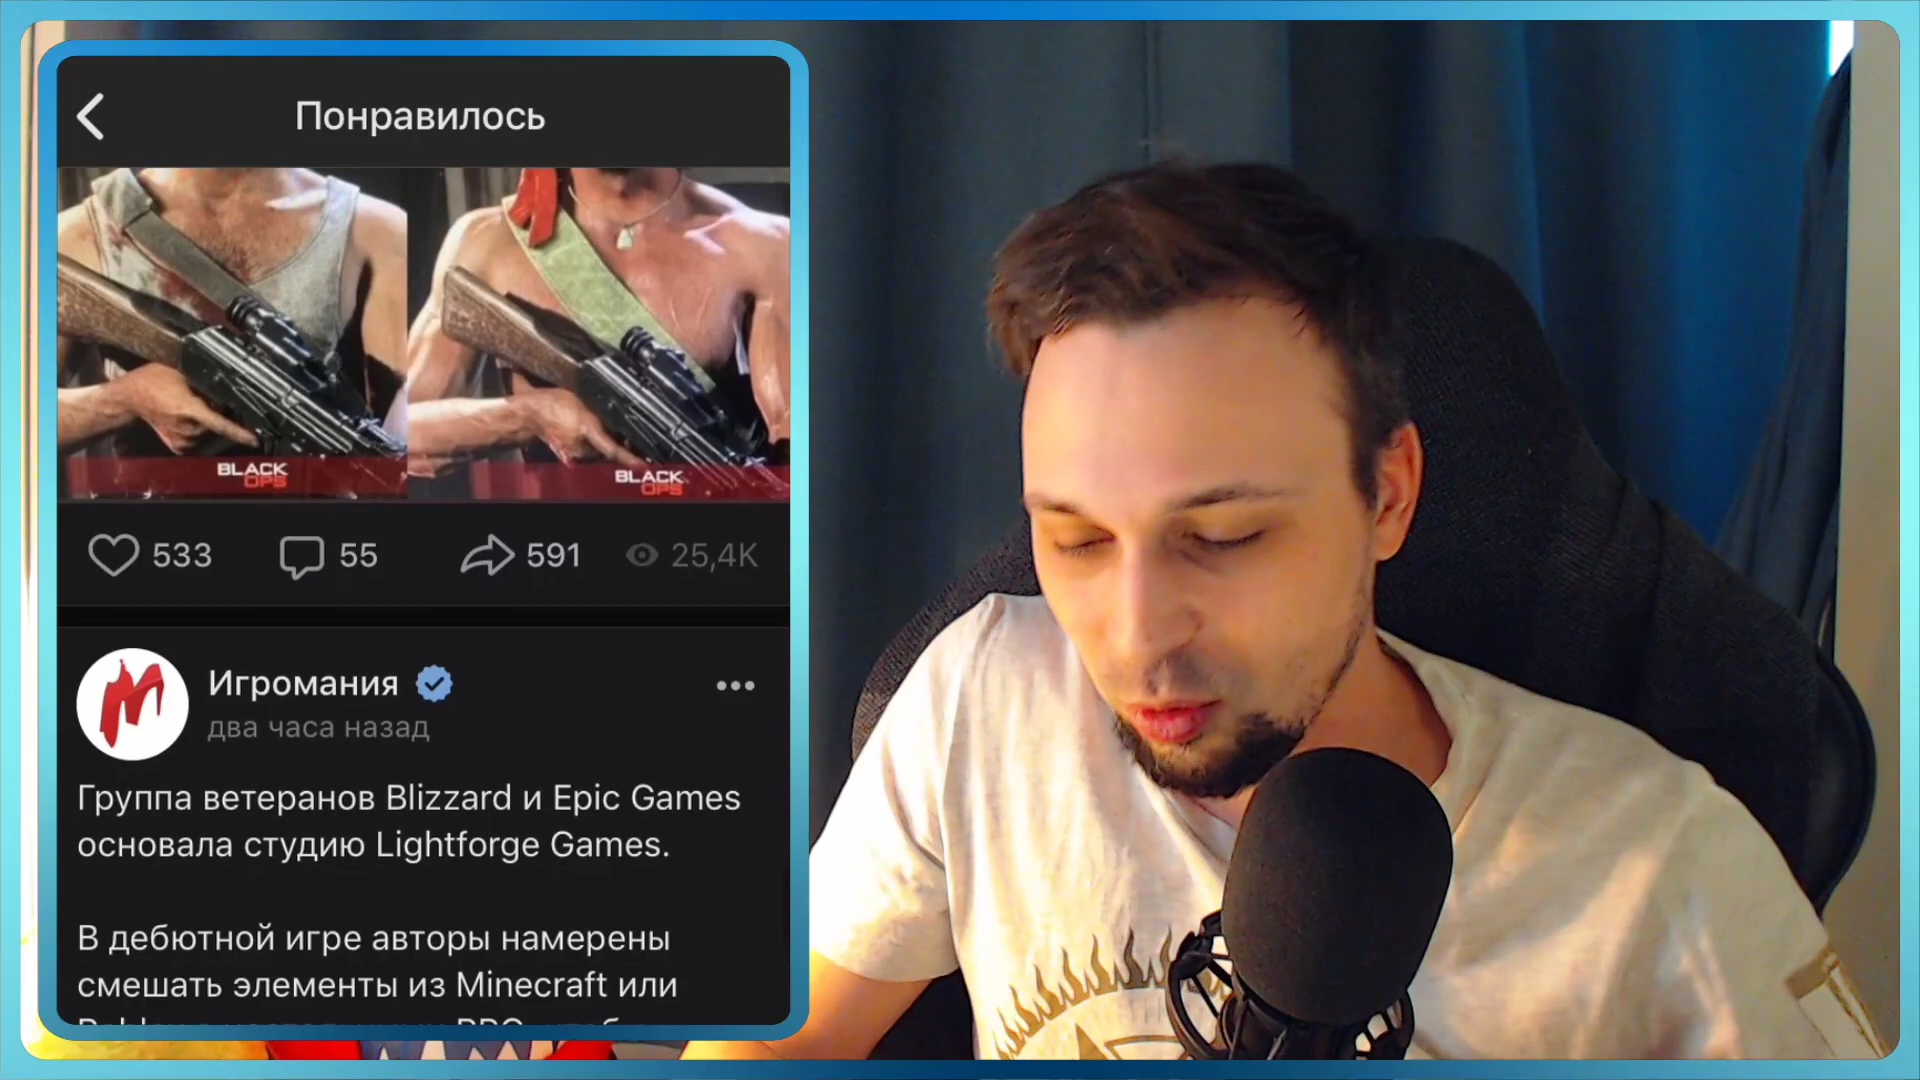 Понравилось
BLACK
OPS
BLACK
OPS
533
55
591
25,4K
Игромания
два часа назад
Группа ветеранов Blizzard и Epic Games
основала студию Lightforge Games.
В дебютной игре авторы намерены
смешать элементы из Minecraft или